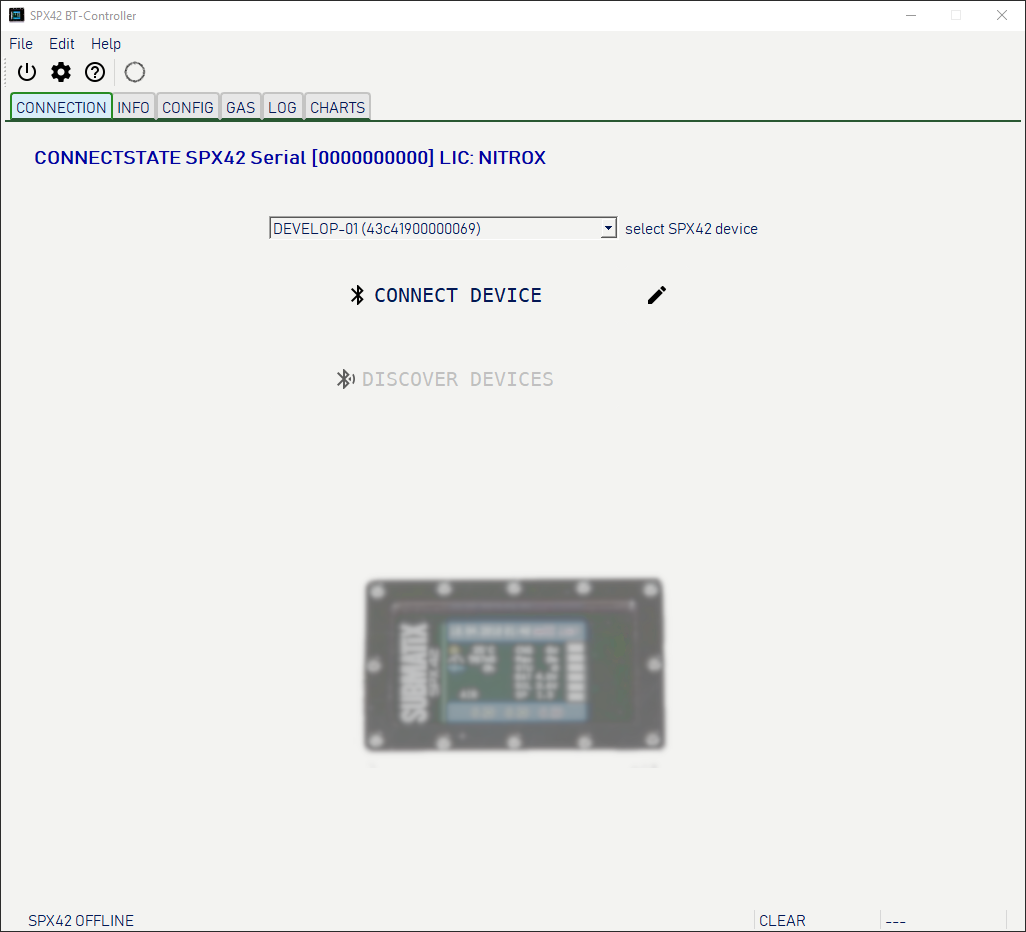 SPX42 BT-Controller
File Edit Help
CONNECTION INFO CONFIG GAS LOG CHARTS
CONNECTSTATE SPX42 Serial [0000000000] LIC: NITROX
DEVELOP-01 (43c41900000069) select SPX42 device
CONNECT DEVICE
DISCOVER DEVICES
SUBMATIX
SPX42
SPX42 OFFLINE CLEAR ---